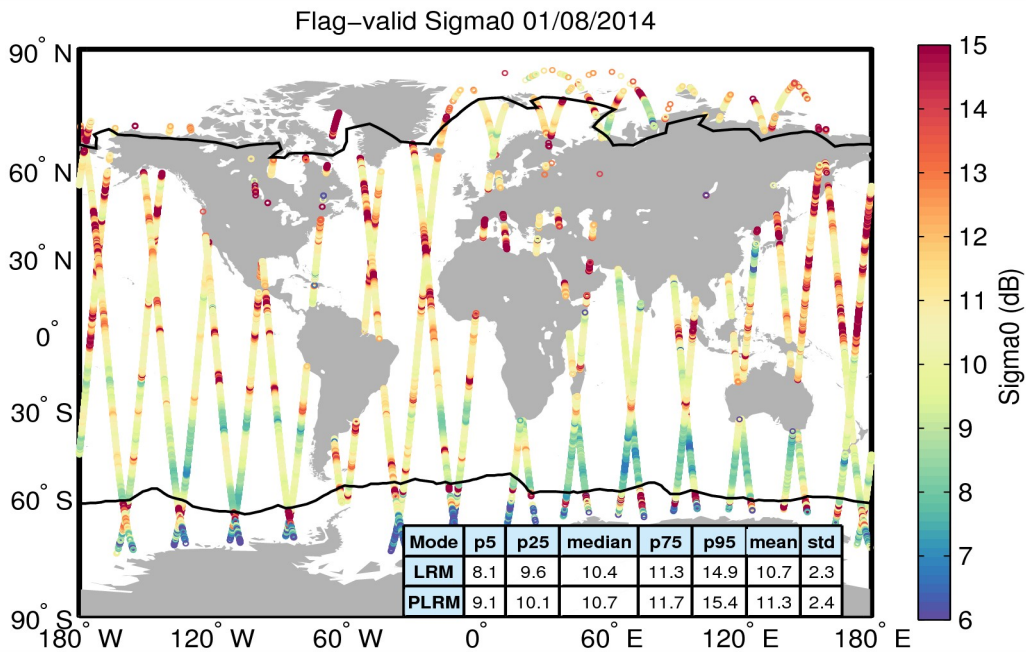 Flag−valid Sigma0 01/08/2014
90° N
60° N
30° N
0°
30° S
60° S
90° S
180° W 120° W 60° W 0° 60° E 120° E 180° E
Mode p5 p25 median p75 p95 mean std
LRM 8.1 9.6 10.4 11.3 14.9 10.7 2.3
PLRM 9.1 10.1 10.7 11.7 15.4 11.3 2.4
15
14
13
12
11
10
9
8
7
6
Sigma0 (dB)